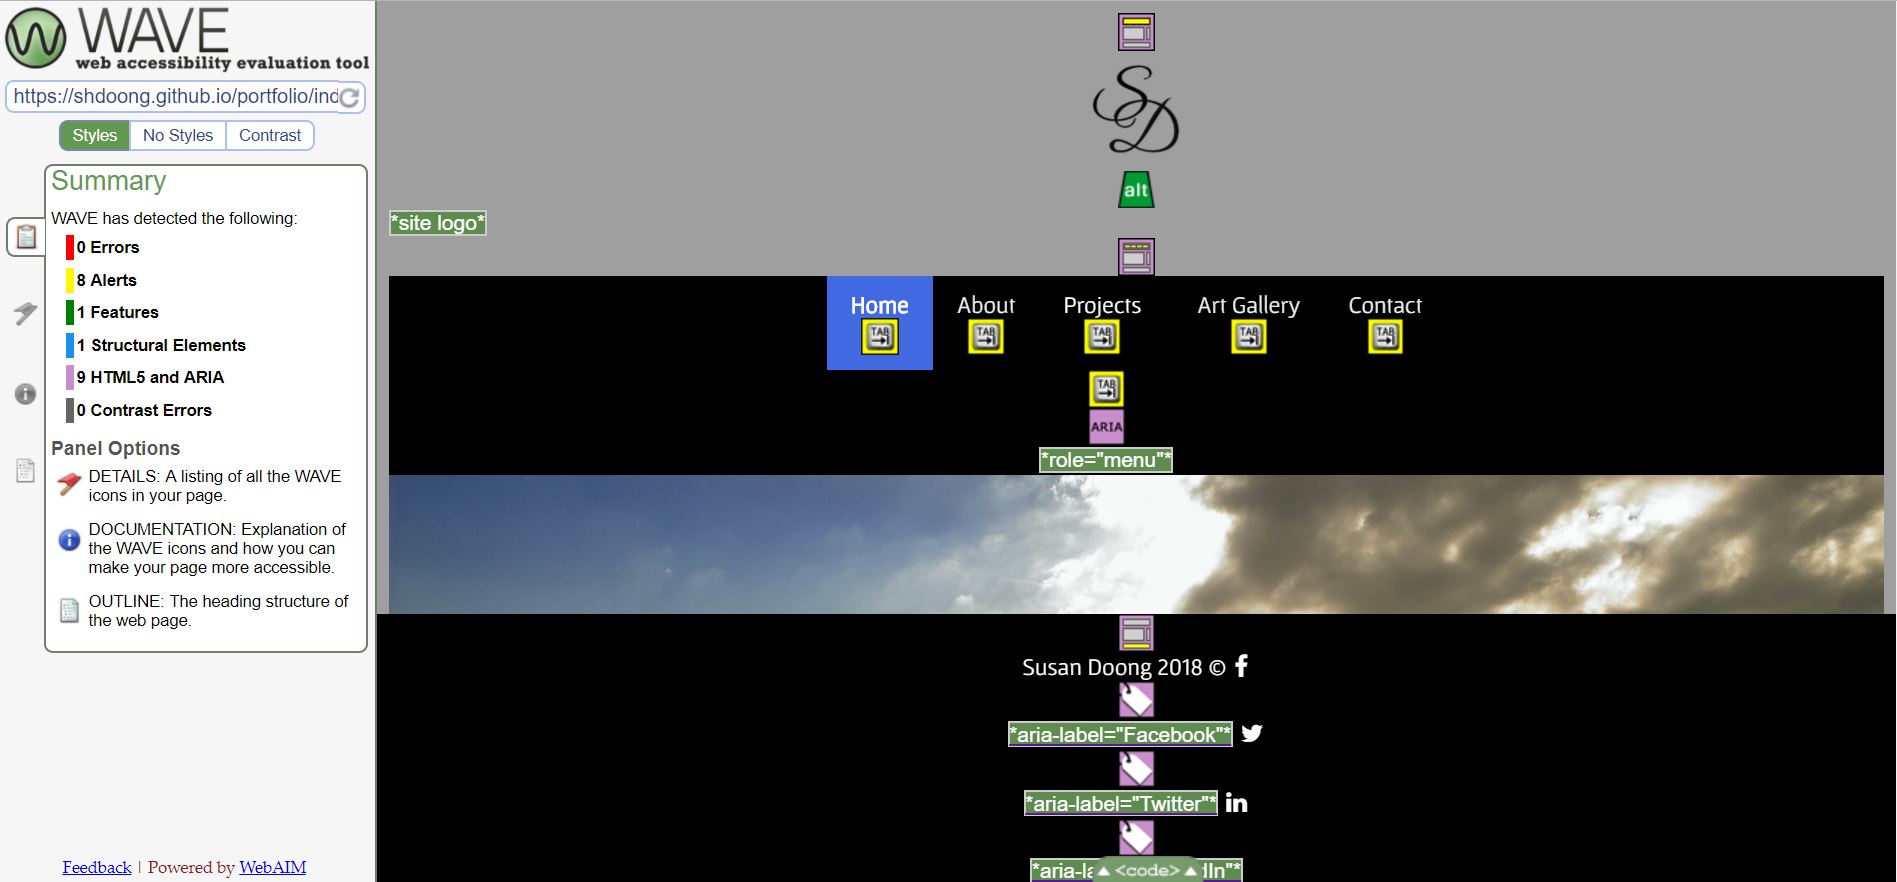 WAVE
web accessibility evaluation tool
https://shdoong.github.io/portfolio/ind
Styles No Styles Contrast
Summary
WAVE has detected the following:
0 Errors
8 Alerts
1 Features
1 Structural Elements
9 HTML5 and ARIA
0 Contrast Errors
Panel Options
DETAILS: A listing of all the WAVE
icons in your page.
DOCUMENTATION: Explanation of
the WAVE icons and how you can
make your page more accessible.
OUTLINE: The heading structure of
the web page.
Feedback | Powered by WebAIM
SD
alt
*site logo*
Home About Projects Art Gallery Contact
TAB TAB TAB TAB TAB
TAB
ARIA
*role="menu"*
Susan Doong 2018 ©
*aria-label="Facebook"*
*aria-label="Twitter"*
in
*aria-la dIn"*
<code>